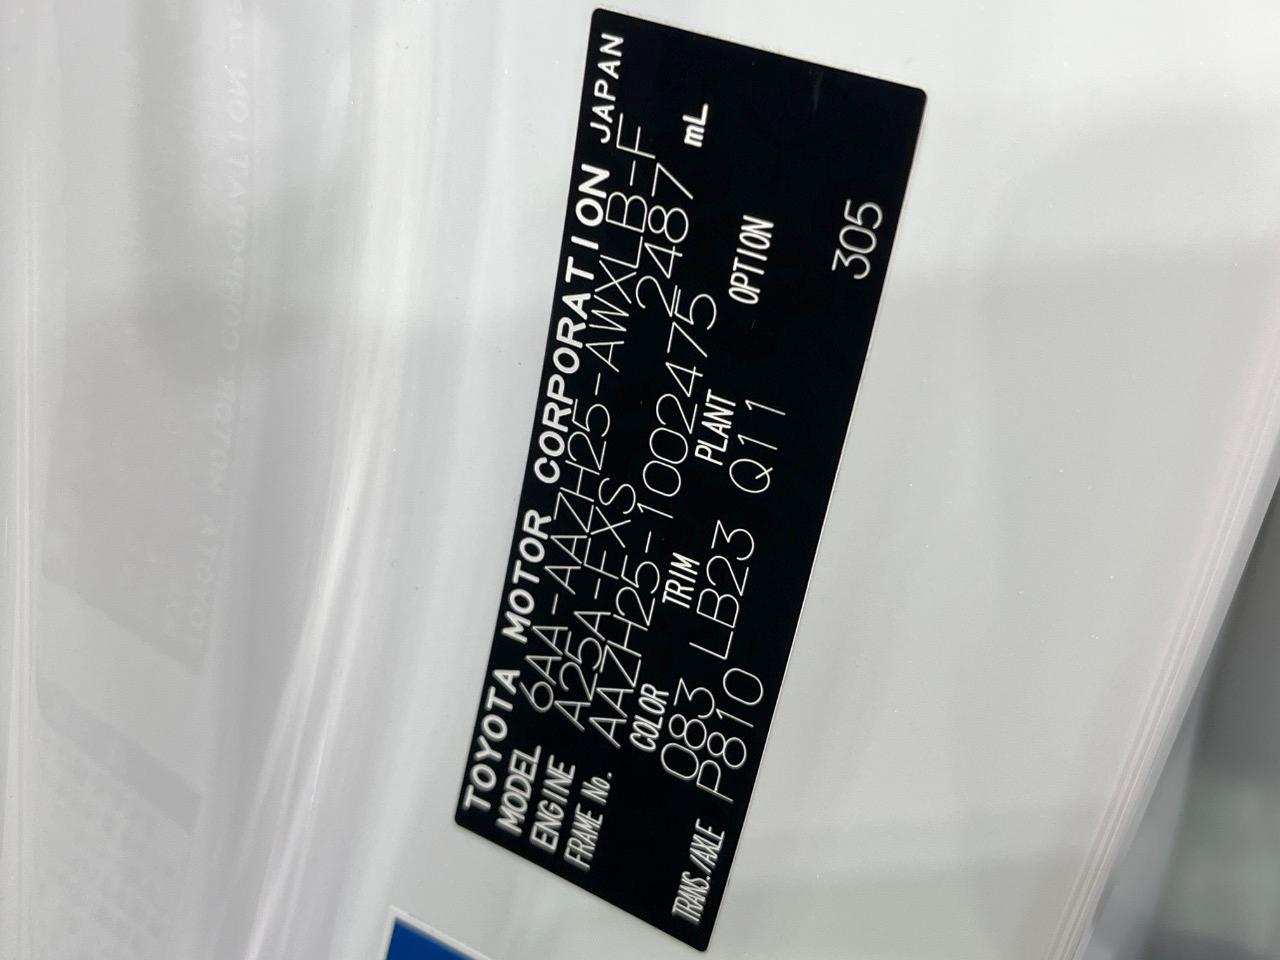 TOYOTA MOTOR CORPORATION JAPAN
MODEL 6AA-AAZH25-AWXLB-F
ENGINE A25A-FXS 2487 mL
FRAME No. AAZH25-1002475
COLOR TRIM PLANT OPTION
083 LB23 Q11
TRANS./AXLE P810 305